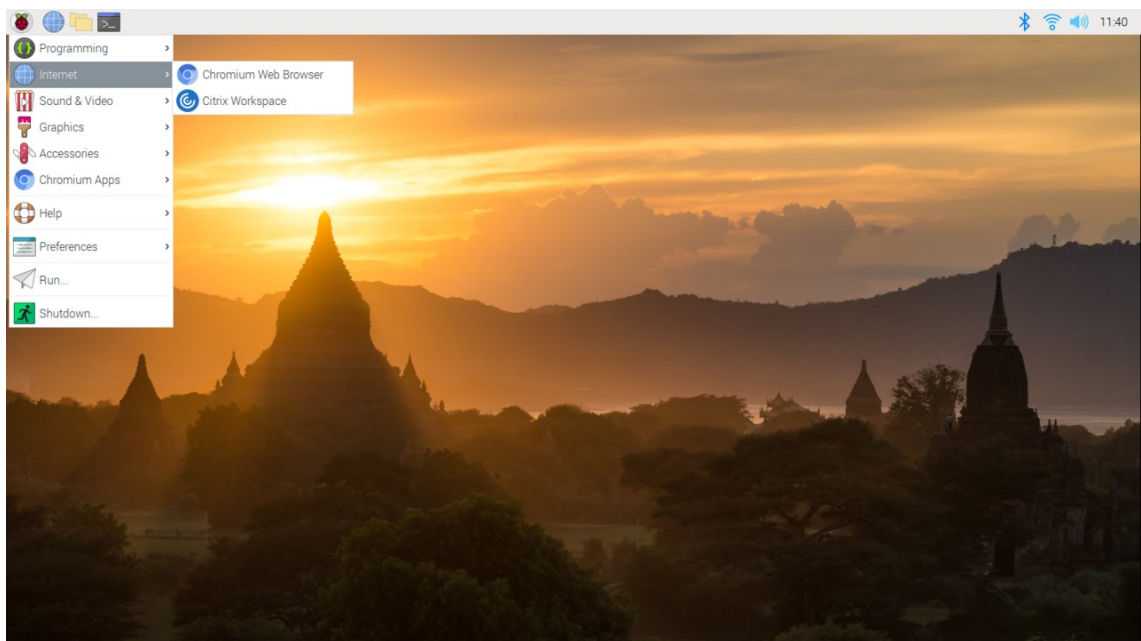 11:40
Programming
Internet
Chromium Web Browser
Sound & Video
Citrix Workspace
Graphics
Accessories
Chromium Apps
Help
Preferences
Run...
Shutdown...